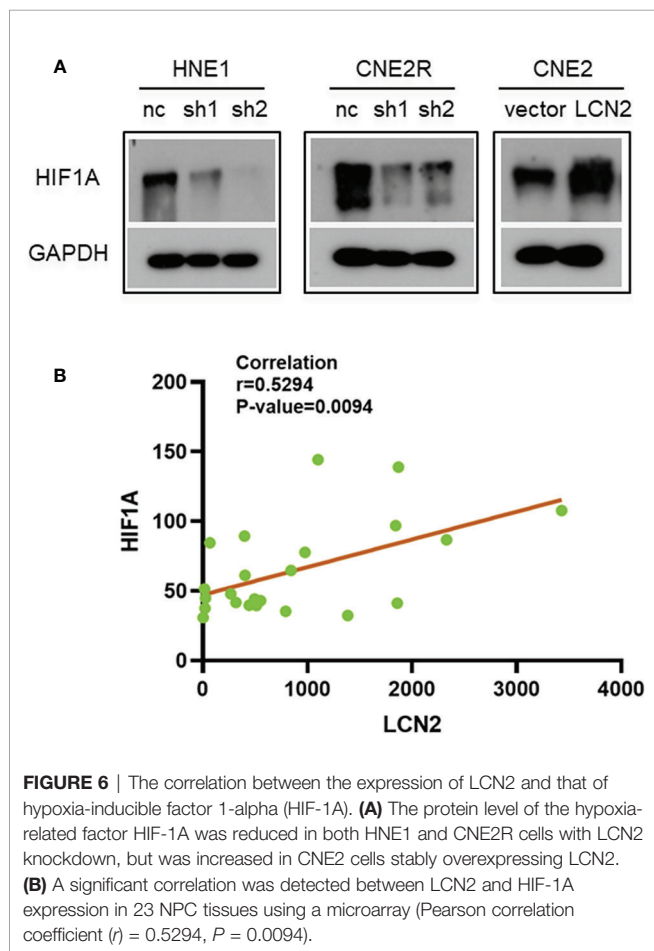 A
HNE1 CNE2R CNE2
nc sh1 sh2 nc sh1 sh2 vector LCN2
HIF1A
GAPDH
B
Correlation
r=0.5294
P-value=0.0094
200
150
100
50
0
HIF1A
0 1000 2000 3000 4000
LCN2
FIGURE 6 | The correlation between the expression of LCN2 and that of
hypoxia-inducible factor 1-alpha (HIF-1A). (A) The protein level of the hypoxia-
related factor HIF-1A was reduced in both HNE1 and CNE2R cells with LCN2
knockdown, but was increased in CNE2 cells stably overexpressing LCN2.
(B) A significant correlation was detected between LCN2 and HIF-1A
expression in 23 NPC tissues using a microarray (Pearson correlation
coefficient (r) = 0.5294, P = 0.0094).